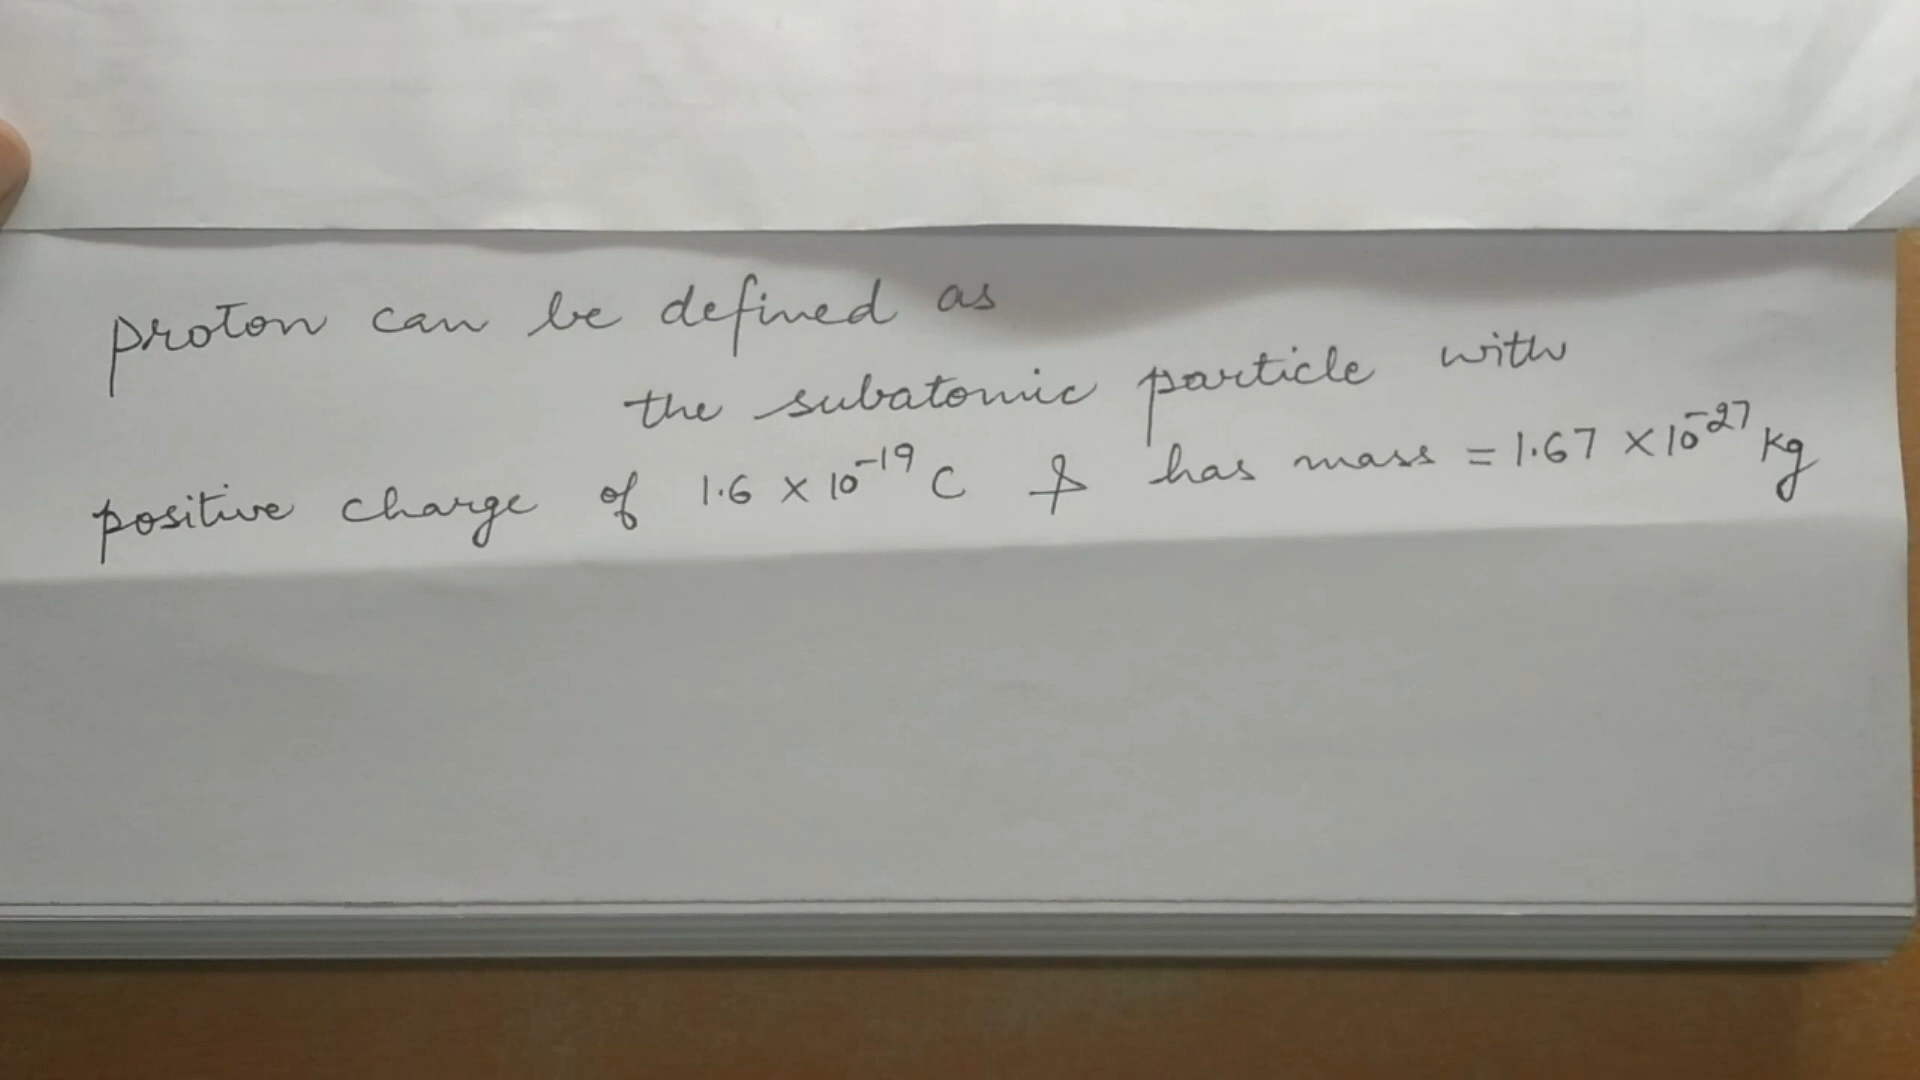 proton can be defined as
the subatomic particle with
positive charge of 1.6 × 10⁻¹⁹ C & has mass = 1.67 × 10⁻²⁷ kg